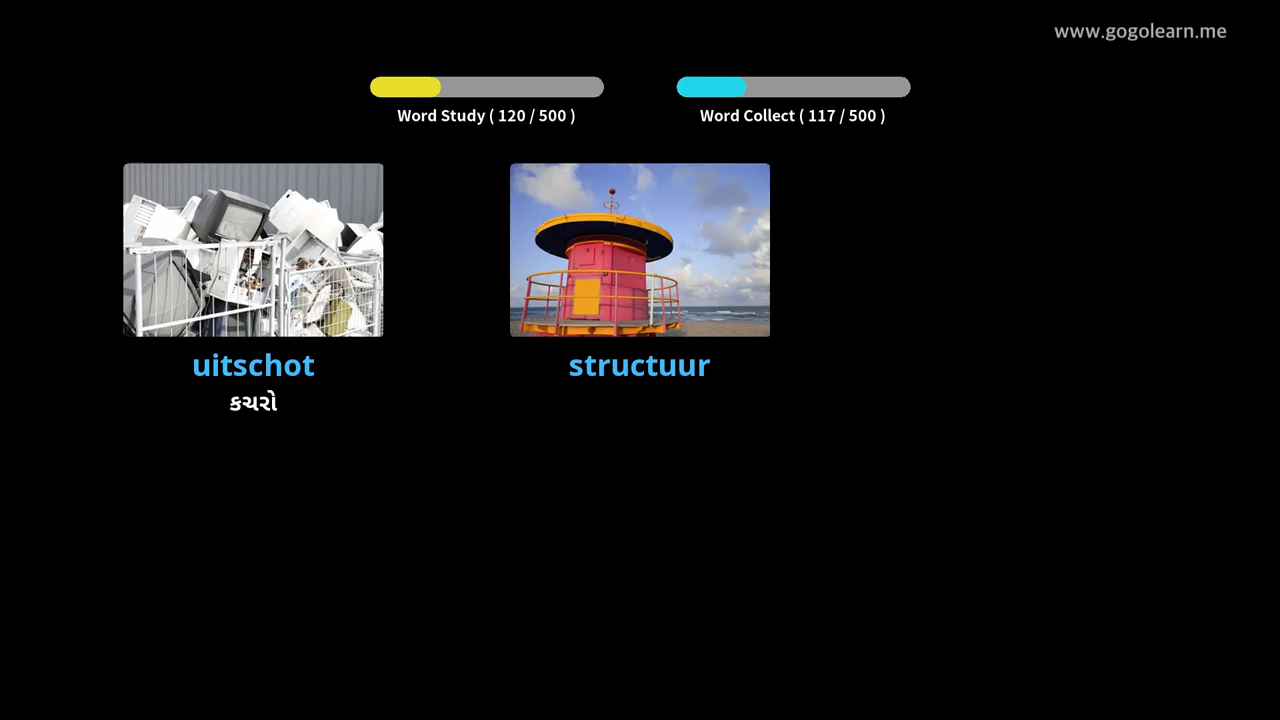 www.gogolearn.me
Word Study ( 120 / 500 )
Word Collect ( 117 / 500 )
uitschot
structuur
કચરો